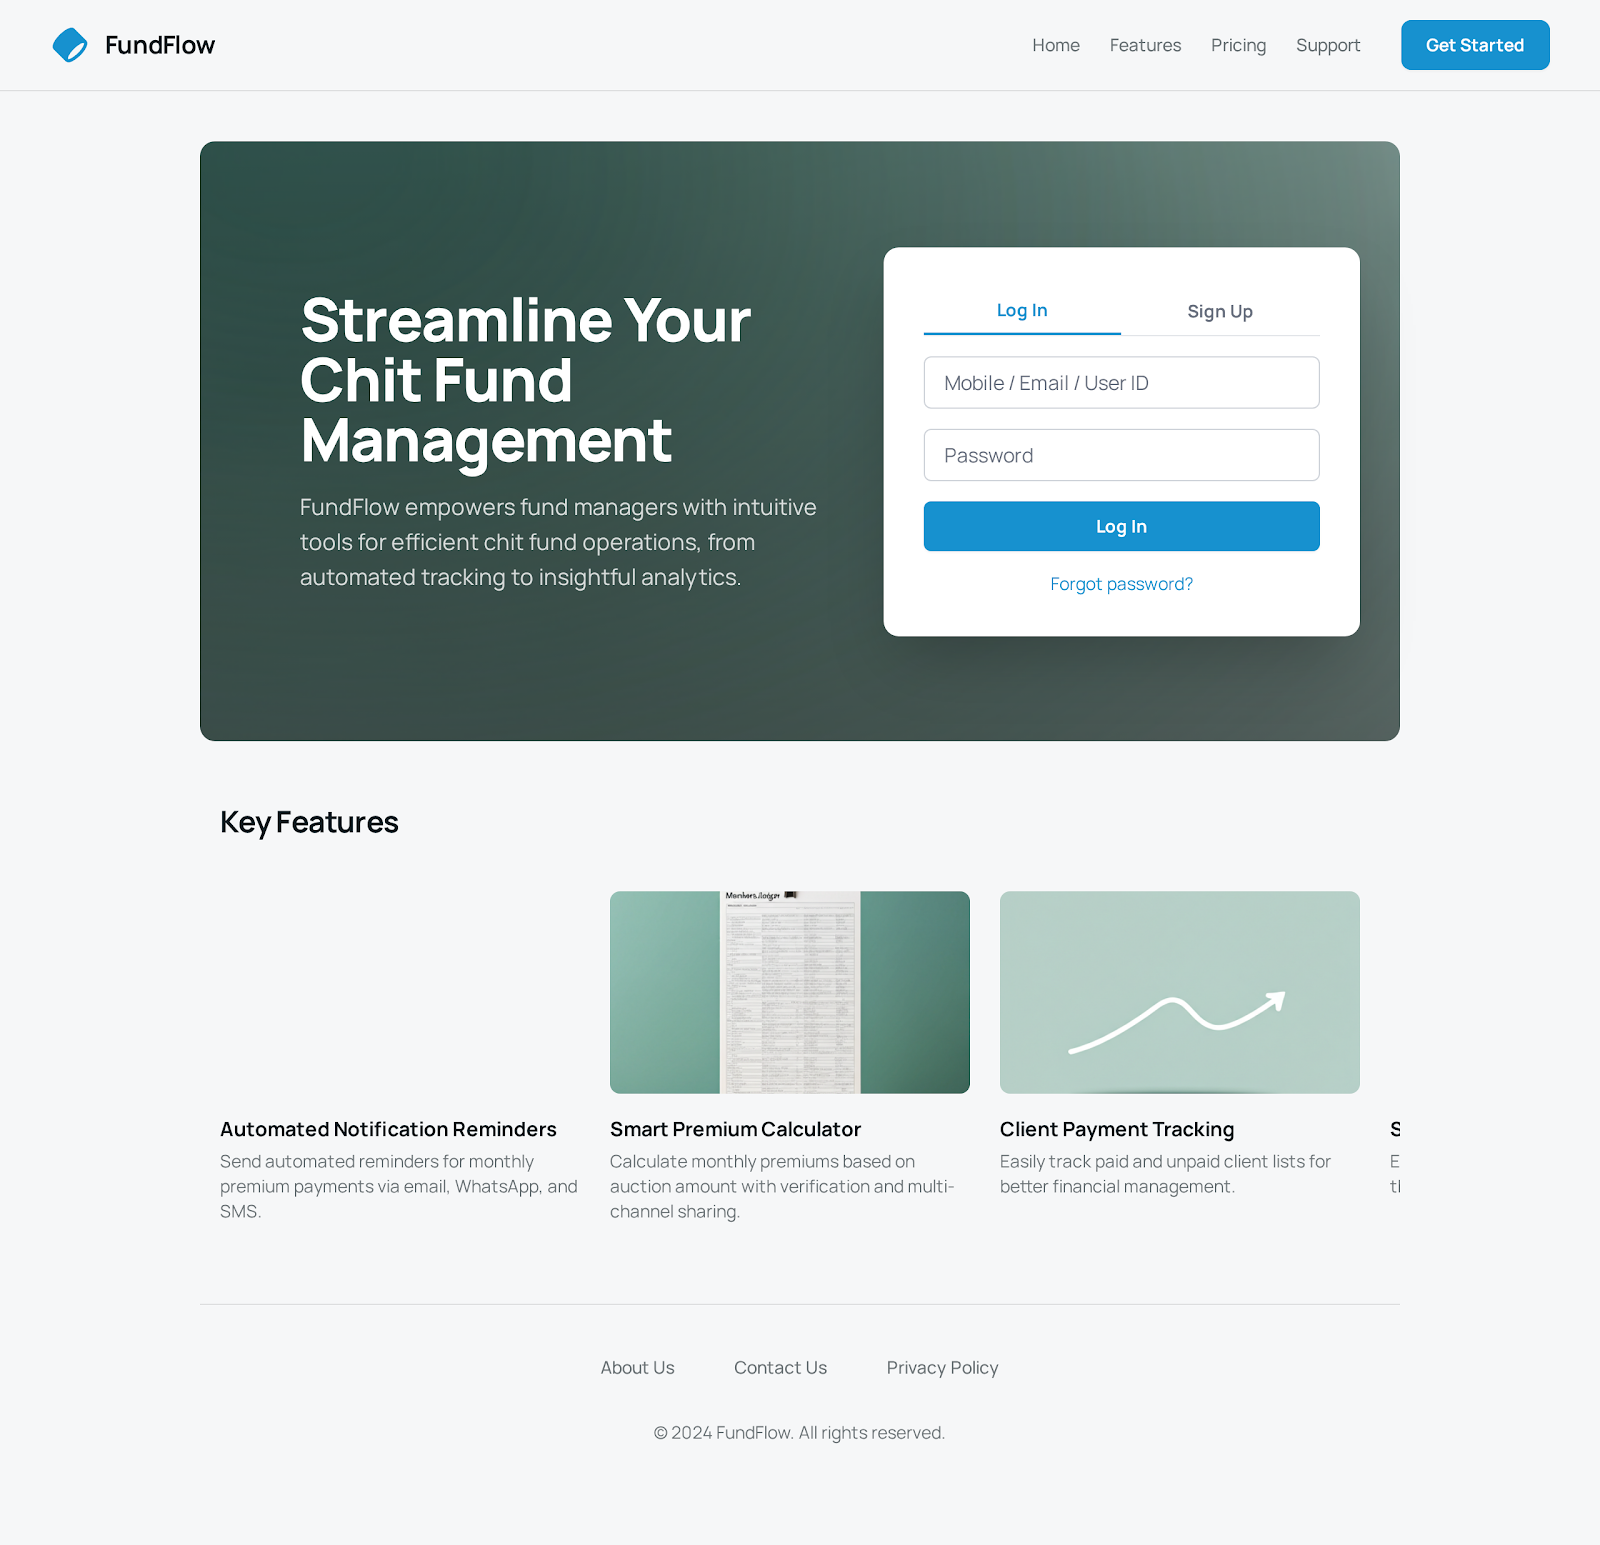 FundFlow
Home
Features
Pricing
Support
Get Started
Streamline Your
Chit Fund
Management
FundFlow empowers fund managers with intuitive
tools for efficient chit fund operations, from
automated tracking to insightful analytics.
Log In
Sign Up
Mobile / Email / User ID
Password
Log In
Forgot password?
Key Features
Automated Notification Reminders
Send automated reminders for monthly
premium payments via email, WhatsApp, and
SMS.
Smart Premium Calculator
Calculate monthly premiums based on
auction amount with verification and multi-
channel sharing.
Client Payment Tracking
Easily track paid and unpaid client lists for
better financial management.
S
E
About Us
Contact Us
Privacy Policy
© 2024 FundFlow. All rights reserved.